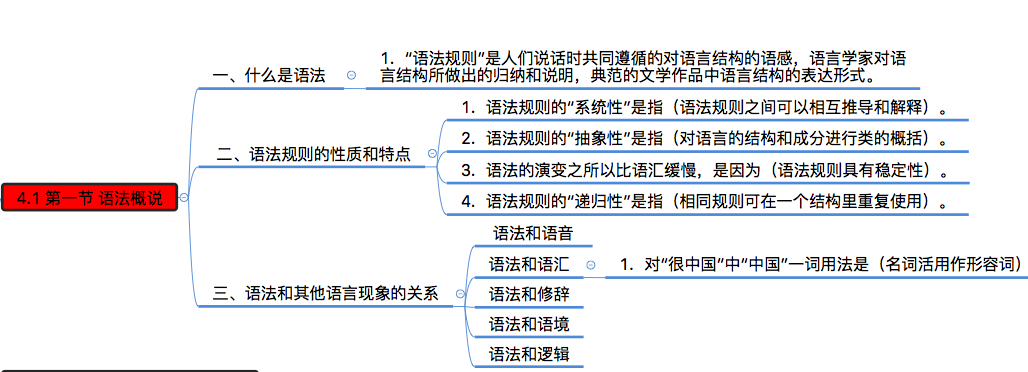 4.1 第一节 语法概说
一、什么是语法
1．“语法规则”是人们说话时共同遵循的对语言结构的语感，语言学家对语
言结构所做出的归纳和说明，典范的文学作品中语言结构的表达形式。
二、语法规则的性质和特点
1．语法规则的“系统性”是指（语法规则之间可以相互推导和解释）。
2．语法规则的“抽象性”是指（对语言的结构和成分进行类的概括）。
3．语法的演变之所以比语汇缓慢，是因为（语法规则具有稳定性）。
4．语法规则的“递归性”是指（相同规则可在一个结构里重复使用）。
三、语法和其他语言现象的关系
语法和语音
语法和语汇
1．对“很中国”中“中国”一词用法是（名词活用作形容词）
语法和修辞
语法和语境
语法和逻辑